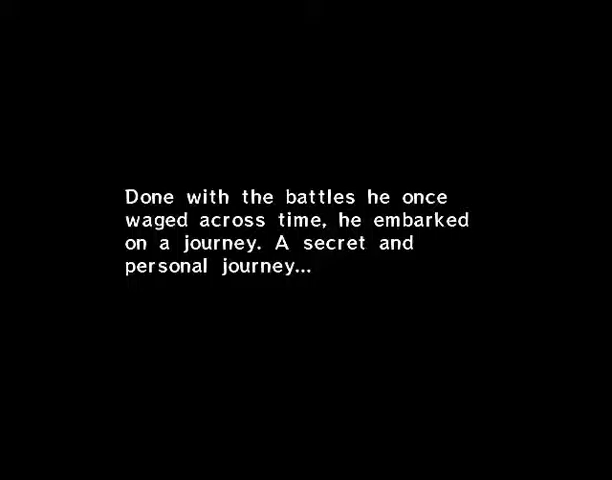 Done with the battles he once
waged across time, he embarked
on a journey. A secret and
personal journey...